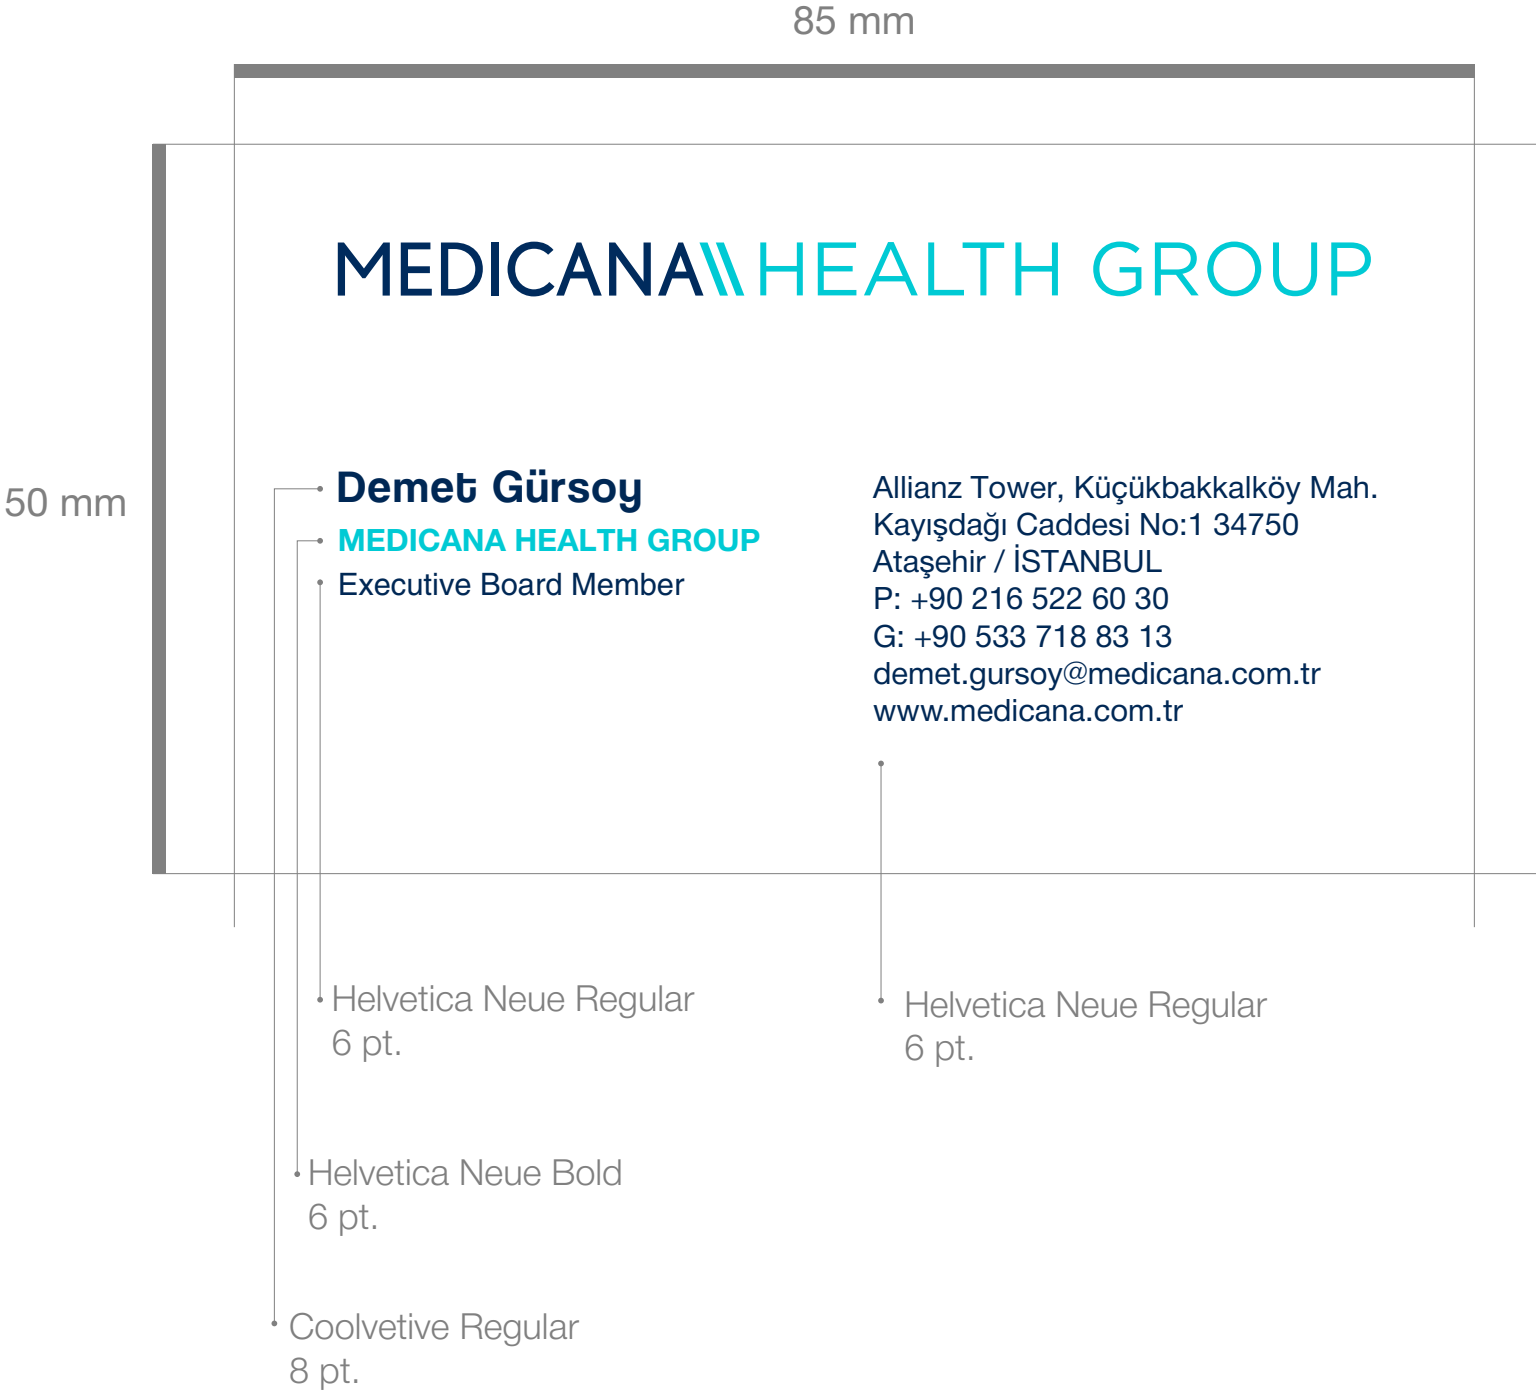 85 mm
50 mm
MEDICANA\\HEALTH GROUP
Demet Gürsoy
MEDICANA HEALTH GROUP
Executive Board Member
Allianz Tower, Küçükbakkalköy Mah.
Kayışdağı Caddesi No:1 34750
Ataşehir / İSTANBUL
P: +90 216 522 60 30
G: +90 533 718 83 13
demet.gursoy@medicana.com.tr
www.medicana.com.tr
Helvetica Neue Regular
6 pt.
Helvetica Neue Regular
6 pt.
Helvetica Neue Bold
6 pt.
Coolvetive Regular
8 pt.